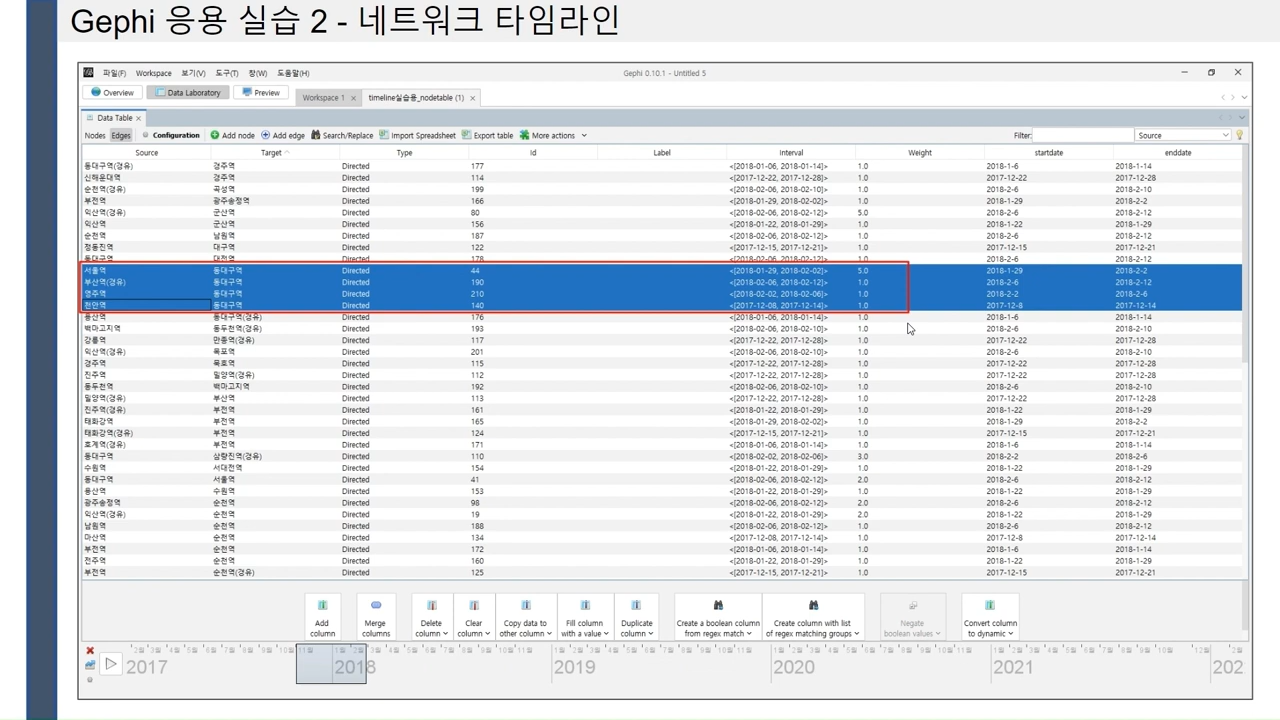 Gephi 응용 실습 2 - 네트워크 타임라인
파일(F) Workspace 보기(V) 도구(T) 창(W) 도움말(H) Gephi 0.10.1 - Untitled 5
Overview Data Laboratory Preview Workspace 1 timeline실습용_nodetable (1)
Data Table
Nodes Edges Configuration Add node Add edge Search/Replace Import Spreadsheet Export table More actions Filter: Source
Source Target Type Id Label Interval Weight startdate enddate
동대구역(경유) 경주역 Directed 177 <[2018-01-06, 2018-01-14]> 1.0 2018-1-6 2018-1-14
신해운대역 경주역 Directed 114 <[2017-12-22, 2017-12-28]> 1.0 2017-12-22 2017-12-28
순천역(경유) 곡성역 Directed 199 <[2018-02-06, 2018-02-10]> 1.0 2018-2-6 2018-2-10
부전역 광주송정역 Directed 166 <[2018-01-29, 2018-02-02]> 1.0 2018-1-29 2018-2-2
익산역(경유) 군산역 Directed 80 <[2018-02-06, 2018-02-12]> 5.0 2018-2-6 2018-2-12
익산역 군산역 Directed 156 <[2018-01-22, 2018-01-29]> 1.0 2018-1-22 2018-1-29
순천역 남원역 Directed 187 <[2018-02-06, 2018-02-12]> 1.0 2018-2-6 2018-2-12
정동진역 대구역 Directed 122 <[2017-12-15, 2017-12-21]> 1.0 2017-12-15 2017-12-21
동대구역 대전역 Directed 178 <[2018-02-06, 2018-02-12]> 1.0 2018-2-6 2018-2-12
서울역 동대구역 Directed 44 <[2018-01-29, 2018-02-02]> 5.0 2018-1-29 2018-2-2
부산역(경유) 동대구역 Directed 190 <[2018-02-06, 2018-02-12]> 1.0 2018-2-6 2018-2-12
영주역 동대구역 Directed 210 <[2018-02-02, 2018-02-06]> 1.0 2018-2-2 2018-2-6
천안역 동대구역 Directed 140 <[2017-12-08, 2017-12-14]> 1.0 2017-12-8 2017-12-14
용산역 동대구역(경유) Directed 176 <[2018-01-06, 2018-01-14]> 1.0 2018-1-6 2018-1-14
백마고지역 동두천역(경유) Directed 193 <[2018-02-06, 2018-02-10]> 1.0 2018-2-6 2018-2-10
강릉역 만종역(경유) Directed 117 <[2017-12-22, 2017-12-28]> 1.0 2017-12-22 2017-12-28
익산역(경유) 목포역 Directed 201 <[2018-02-06, 2018-02-10]> 1.0 2018-2-6 2018-2-10
경주역 묵호역 Directed 115 <[2017-12-22, 2017-12-28]> 1.0 2017-12-22 2017-12-28
진주역 밀양역(경유) Directed 112 <[2017-12-22, 2017-12-28]> 1.0 2017-12-22 2017-12-28
동두천역 백마고지역 Directed 192 <[2018-02-06, 2018-02-10]> 1.0 2018-2-6 2018-2-10
밀양역(경유) 부산역 Directed 113 <[2017-12-22, 2017-12-28]> 1.0 2017-12-22 2017-12-28
진주역(경유) 부전역 Directed 161 <[2018-01-22, 2018-01-29]> 1.0 2018-1-22 2018-1-29
태화강역 부전역 Directed 165 <[2018-01-29, 2018-02-02]> 1.0 2018-1-29 2018-2-2
태화강역(경유) 부전역 Directed 124 <[2017-12-15, 2017-12-21]> 1.0 2017-12-15 2017-12-21
호계역(경유) 부전역 Directed 171 <[2018-01-06, 2018-01-14]> 1.0 2018-1-6 2018-1-14
동대구역 삼랑진역(경유) Directed 110 <[2018-02-02, 2018-02-06]> 3.0 2018-2-2 2018-2-6
수원역 서대전역 Directed 154 <[2018-01-22, 2018-01-29]> 1.0 2018-1-22 2018-1-29
동대구역 서울역 Directed 41 <[2018-02-06, 2018-02-12]> 2.0 2018-2-6 2018-2-12
용산역 수원역 Directed 153 <[2018-01-22, 2018-01-29]> 1.0 2018-1-22 2018-1-29
광주송정역 순천역 Directed 98 <[2018-02-06, 2018-02-12]> 2.0 2018-2-6 2018-2-12
익산역(경유) 순천역 Directed 19 <[2018-01-22, 2018-01-29]> 2.0 2018-1-22 2018-1-29
남원역 순천역 Directed 188 <[2018-02-06, 2018-02-12]> 1.0 2018-2-6 2018-2-12
마산역 순천역 Directed 134 <[2017-12-08, 2017-12-14]> 1.0 2017-12-8 2017-12-14
부전역 순천역 Directed 172 <[2018-01-06, 2018-01-14]> 1.0 2018-1-6 2018-1-14
전주역 순천역 Directed 160 <[2018-01-22, 2018-01-29]> 1.0 2018-1-22 2018-1-29
부전역 순천역(경유) Directed 125 <[2017-12-15, 2017-12-21]> 1.0 2017-12-15 2017-12-21
Add Merge Delete Clear Copy data to Fill column Duplicate Create a boolean column Create column with list Negate Convert column
column columns column column other column with a value column from regex match of regex matching groups boolean values to dynamic
2017 2018 2019 2020 2021 202